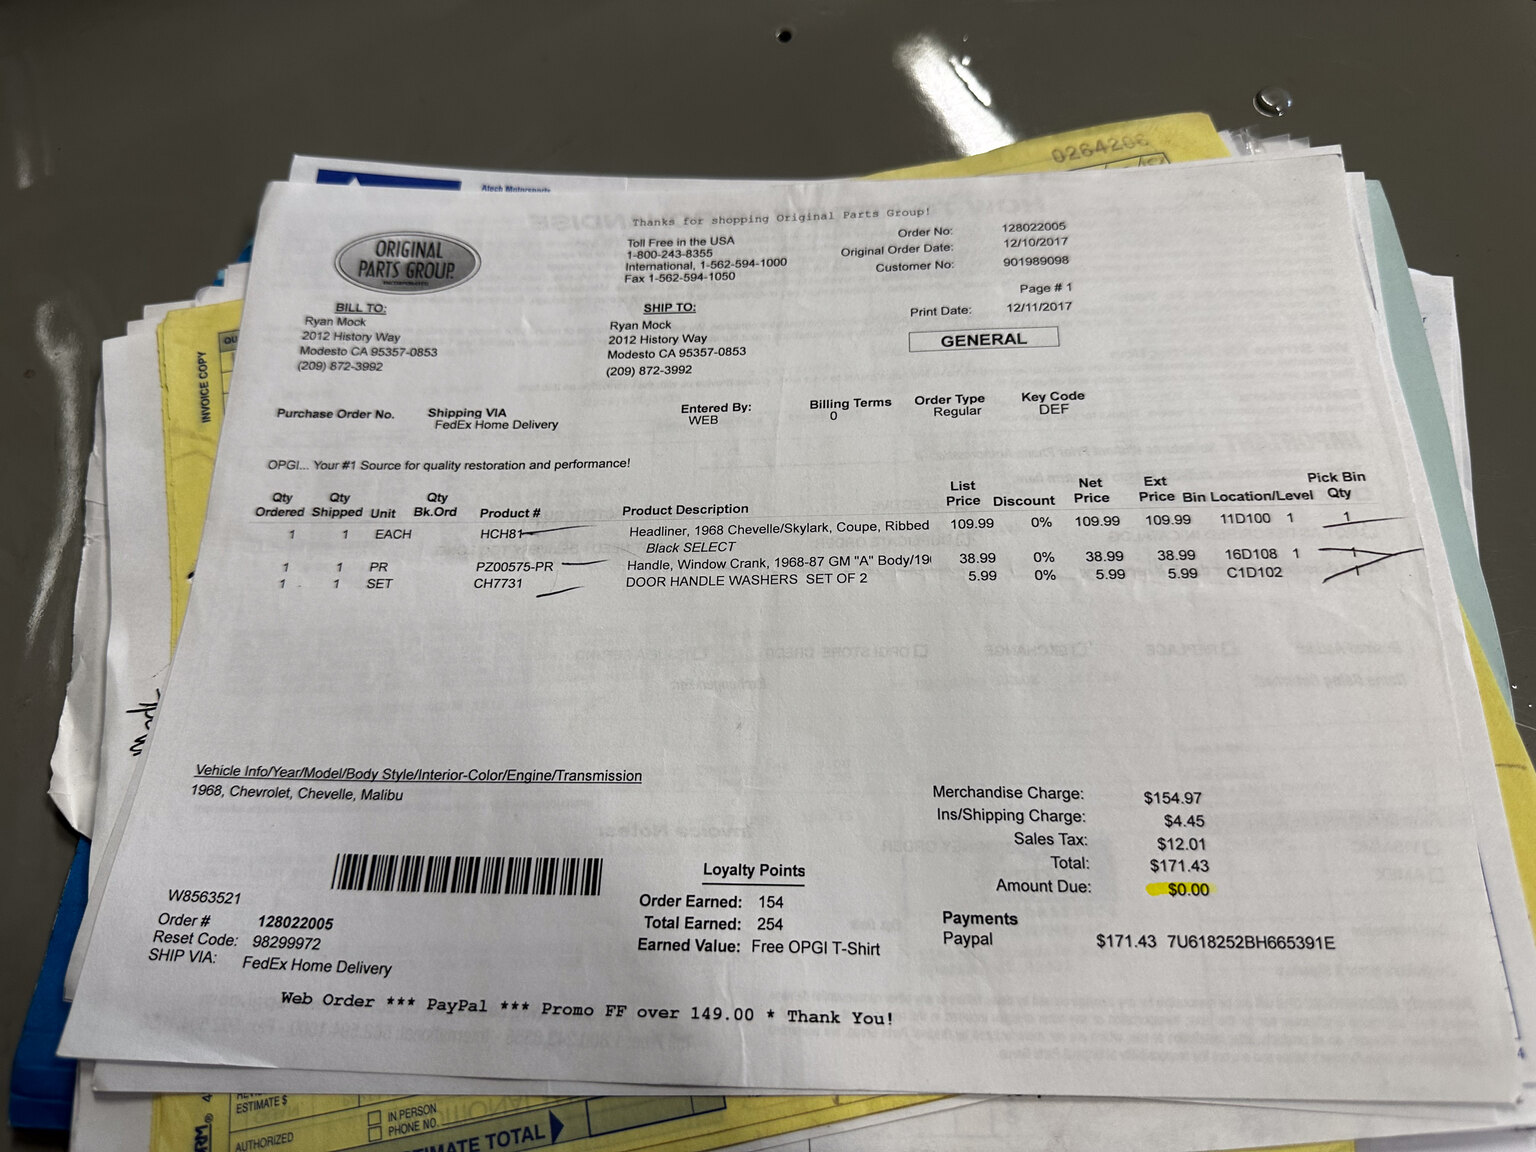 0264206
Atech Motorsports
Thanks for shopping Original Parts Group!
ORIGINAL
PARTS GROUP
INCORPORATED
Toll Free in the USA
1-800-243-8355
International, 1-562-594-1000
Fax 1-562-594-1050
Order No: 128022005
Original Order Date: 12/10/2017
Customer No: 901989098
Page # 1
Print Date: 12/11/2017
GENERAL
BILL TO:
Ryan Mock
2012 History Way
Modesto CA 95357-0853
(209) 872-3992
SHIP TO:
Ryan Mock
2012 History Way
Modesto CA 95357-0853
(209) 872-3992
INVOICE COPY
Purchase Order No. Shipping VIA Entered By: Billing Terms Order Type Key Code
FedEx Home Delivery WEB 0 Regular DEF
OPGI... Your #1 Source for quality restoration and performance!
Qty Ordered Qty Shipped Unit Qty Bk.Ord Product # Product Description List Price Discount Net Price Ext Price Bin Location/Level Pick Bin Qty
1 1 EACH HCH81 Headliner, 1968 Chevelle/Skylark, Coupe, Ribbed 109.99 0% 109.99 109.99 11D100 1 1
Black SELECT
1 1 PR PZ00575-PR Handle, Window Crank, 1968-87 GM "A" Body/19 38.99 0% 38.99 38.99 16D108 1 1
1 1 SET CH7731 DOOR HANDLE WASHERS SET OF 2 5.99 0% 5.99 5.99 C1D102 1
Vehicle Info/Year/Model/Body Style/Interior-Color/Engine/Transmission
1968, Chevrolet, Chevelle, Malibu
Merchandise Charge: $154.97
Ins/Shipping Charge: $4.45
Sales Tax: $12.01
Total: $171.43
Amount Due: $0.00
Payments
Paypal $171.43 7U618252BH665391E
Loyalty Points
Order Earned: 154
Total Earned: 254
Earned Value: Free OPGI T-Shirt
W8563521
Order # 128022005
Reset Code: 98299972
SHIP VIA: FedEx Home Delivery
Web Order *** PayPal *** Promo FF over 149.00 * Thank You!
ESTIMATE $
AUTHORIZED
IN PERSON
PHONE NO.
TOTAL